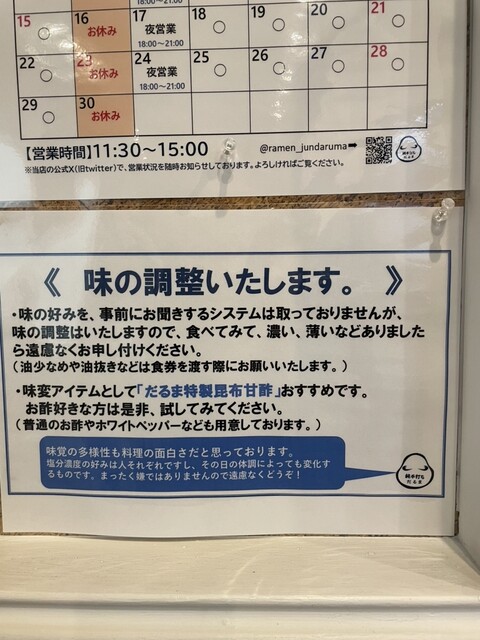 15 ○ 16 お休み 17 夜営業 18:00~21:00 18 ○ 19 ○ 20 ○ 21 ○
22 ○ 23 お休み 24 夜営業 18:00~21:00 25 ○ 26 ○ 27 ○ 28 ○
29 ○ 30 お休み
【営業時間】11:30~15:00 @ramen_jundaruma➡
※当店の公式X(旧twitter)で、営業状況を随時お知らせしております。よろしければご覧ください。
《 味の調整いたします。 》
・味の好みを、事前にお聞きするシステムは取っておりませんが、
味の調整はいたしますので、食べてみて、濃い、薄いなどありました
ら遠慮なくお申し付けください。
(油少なめや油抜きなどは食券を渡す際にお願いいたします。)
・味変アイテムとして「だるま特製昆布甘酢」おすすめです。
お酢好きな方は是非、試してみてください。
(普通のお酢やホワイトペッパーなども用意しております。)
味覚の多様性も料理の面白さだと思っております。
塩分濃度の好みは人それぞれですし、その日の体調によっても変化す
るものです。まったく嫌ではありませんので遠慮なくどうぞ!
純手打ち
だるま